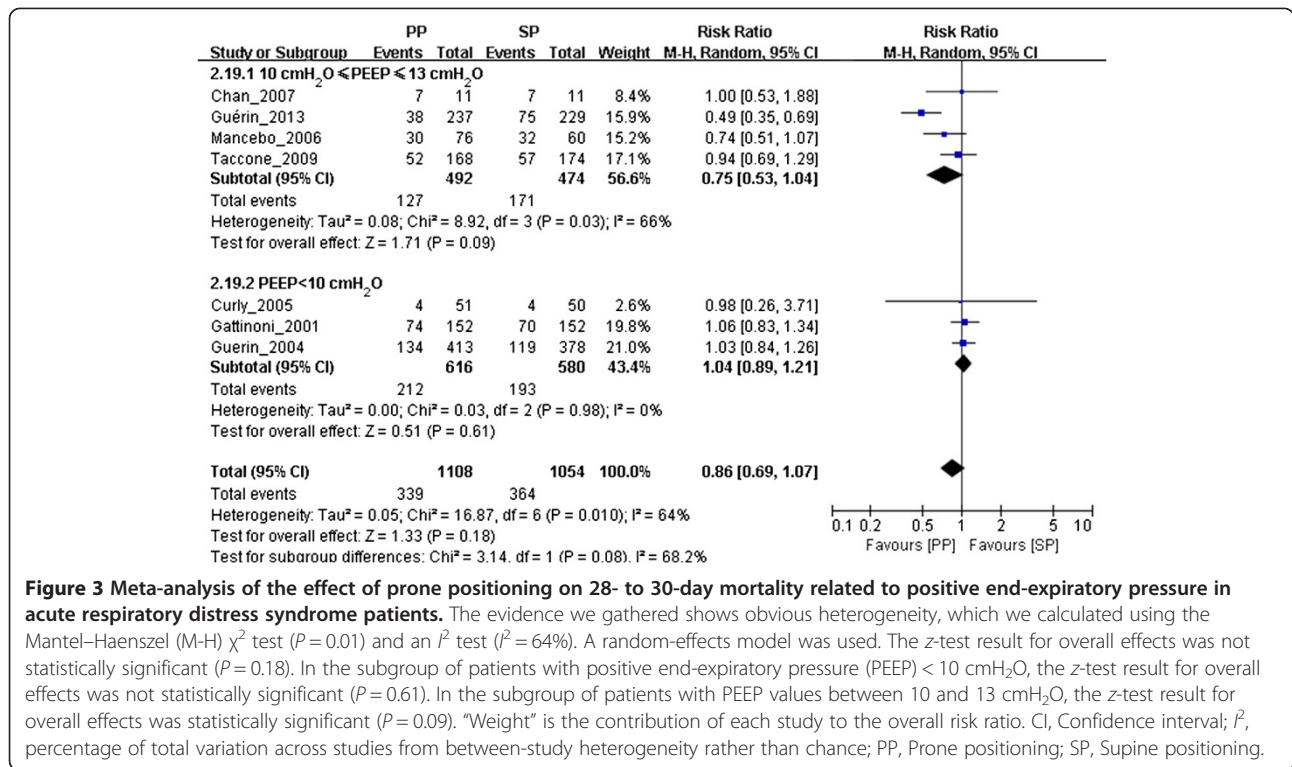 PP SP Risk Ratio Risk Ratio
Study or Subgroup Events Total Events Total Weight M-H, Random, 95% CI M-H, Random, 95% CI
2.19.1 10 cmH₂O ⩽PEEP⩽ 13 cmH₂O
Chan_2007 7 11 7 11 8.4% 1.00 [0.53, 1.88]
Guérin_2013 38 237 75 229 15.9% 0.49 [0.35, 0.69]
Mancebo_2006 30 76 32 60 15.2% 0.74 [0.51, 1.07]
Taccone_2009 52 168 57 174 17.1% 0.94 [0.69, 1.29]
Subtotal (95% CI) 492 474 56.6% 0.75 [0.53, 1.04]
Total events 127 171
Heterogeneity: Tau² = 0.08; Chi² = 8.92, df = 3 (P = 0.03); I² = 66%
Test for overall effect: Z = 1.71 (P = 0.09)
2.19.2 PEEP<10 cmH₂O
Curly_2005 4 51 4 50 2.6% 0.98 [0.26, 3.71]
Gattinoni_2001 74 152 70 152 19.8% 1.06 [0.83, 1.34]
Guerin_2004 134 413 119 378 21.0% 1.03 [0.84, 1.26]
Subtotal (95% CI) 616 580 43.4% 1.04 [0.89, 1.21]
Total events 212 193
Heterogeneity: Tau² = 0.00; Chi² = 0.03, df = 2 (P = 0.98); I² = 0%
Test for overall effect: Z = 0.51 (P = 0.61)
Total (95% CI) 1108 1054 100.0% 0.86 [0.69, 1.07]
Total events 339 364
Heterogeneity: Tau² = 0.05; Chi² = 16.87, df = 6 (P = 0.010); I² = 64%
Test for overall effect: Z = 1.33 (P = 0.18)
Test for subgroup differences: Chi² = 3.14, df = 1 (P = 0.08), I² = 68.2%
0.1 0.2 0.5 1 2 5 10
Favours [PP] Favours [SP]
Figure 3 Meta-analysis of the effect of prone positioning on 28- to 30-day mortality related to positive end-expiratory pressure in
acute respiratory distress syndrome patients. The evidence we gathered shows obvious heterogeneity, which we calculated using the
Mantel–Haenszel (M-H) χ² test (P = 0.01) and an I² test (I² = 64%). A random-effects model was used. The z-test result for overall effects was not
statistically significant (P = 0.18). In the subgroup of patients with positive end-expiratory pressure (PEEP) < 10 cmH₂O, the z-test result for overall
effects was not statistically significant (P = 0.61). In the subgroup of patients with PEEP values between 10 and 13 cmH₂O, the z-test result for
overall effects was statistically significant (P = 0.09). “Weight” is the contribution of each study to the overall risk ratio. CI, Confidence interval; I²,
percentage of total variation across studies from between-study heterogeneity rather than chance; PP, Prone positioning; SP, Supine positioning.